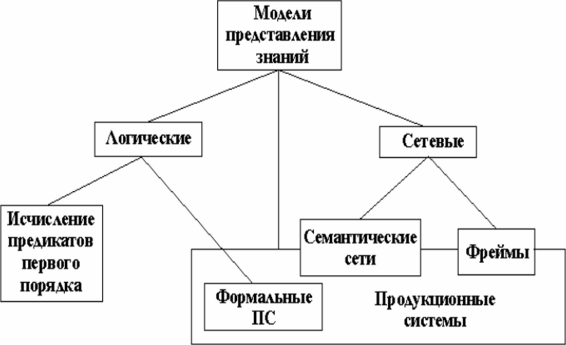 Модели
представления
знаний
Логические
Сетевые
Исчисление
предикатов
первого
порядка
Семантические
сети
Фреймы
Формальные
ПС
Продукционные
системы